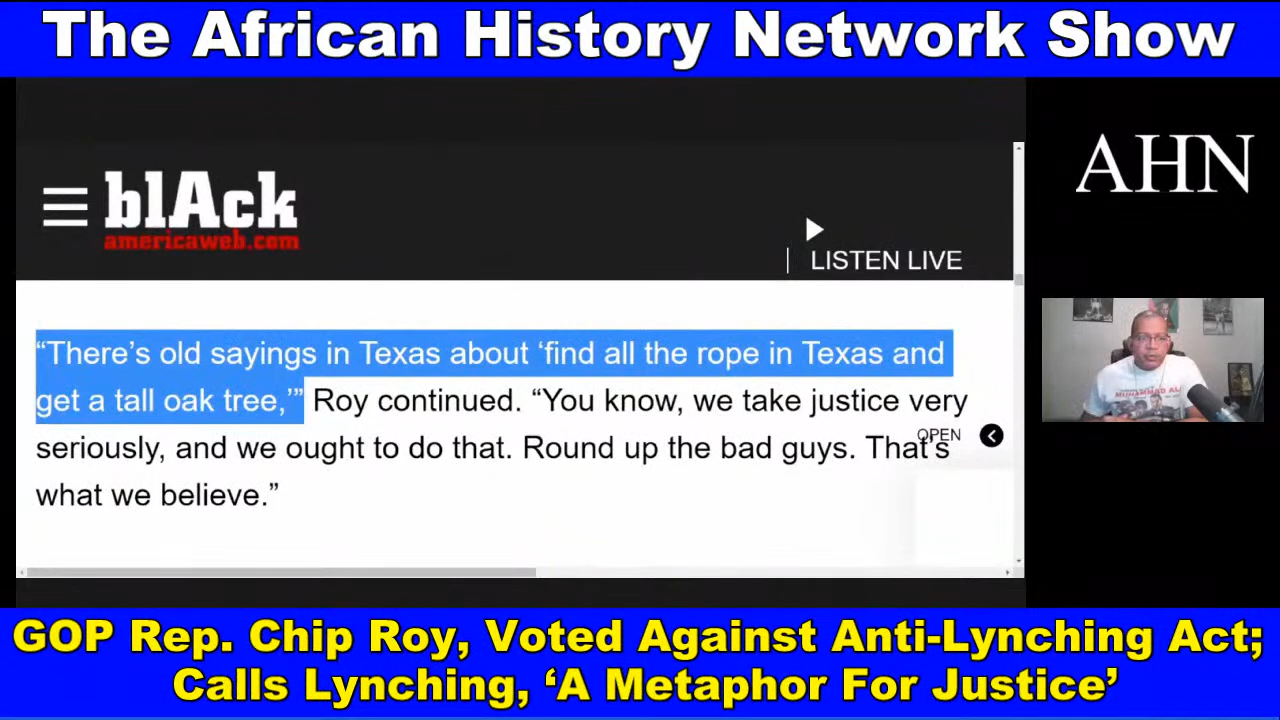 The African History Network Show
AHN
blAck
americaweb.com
LISTEN LIVE
“There’s old sayings in Texas about ‘find all the rope in Texas and
get a tall oak tree,’” Roy continued. “You know, we take justice very
seriously, and we ought to do that. Round up the bad guys. That’s
what we believe.”
OPEN
MUHAMMAD ALI
GOP Rep. Chip Roy, Voted Against Anti-Lynching Act;
Calls Lynching, ‘A Metaphor For Justice’